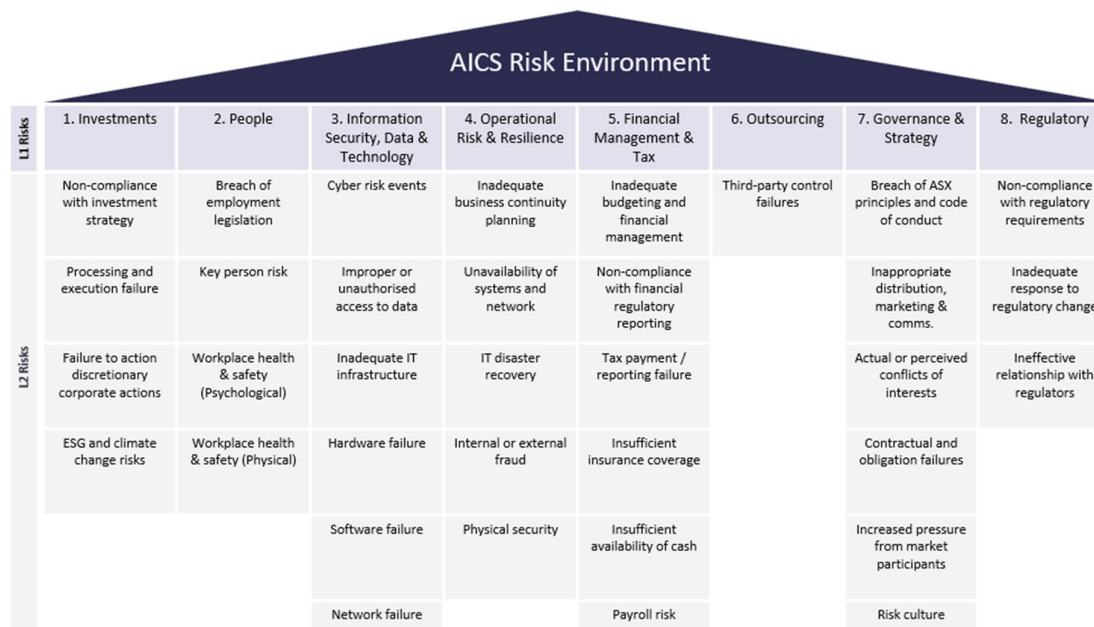 AICS Risk Environment
L1 Risks
1. Investments
2. People
3. Information
Security, Data &
Technology
4. Operational
Risk & Resilience
5. Financial
Management &
Tax
6. Outsourcing
7. Governance &
Strategy
8. Regulatory
L2 Risks
Non-compliance
with investment
strategy
Breach of
employment
legislation
Cyber risk events
Inadequate
business continuity
planning
Inadequate
budgeting and
financial
management
Third-party control
failures
Breach of ASX
principles and code
of conduct
Non-compliance
with regulatory
requirements
Processing and
execution failure
Key person risk
Improper or
unauthorised
access to data
Unavailability of
systems and
network
Non-compliance
with financial
regulatory
reporting
Inappropriate
distribution,
marketing &
comms.
Inadequate
response to
regulatory change
Failure to action
discretionary
corporate actions
Workplace health
& safety
(Psychological)
Inadequate IT
infrastructure
IT disaster
recovery
Tax payment /
reporting failure
Actual or perceived
conflicts of
interests
Ineffective
relationship with
regulators
ESG and climate
change risks
Workplace health
& safety (Physical)
Hardware failure
Internal or external
fraud
Insufficient
insurance coverage
Contractual and
obligation failures
Software failure
Physical security
Insufficient
availability of cash
Increased pressure
from market
participants
Network failure
Payroll risk
Risk culture